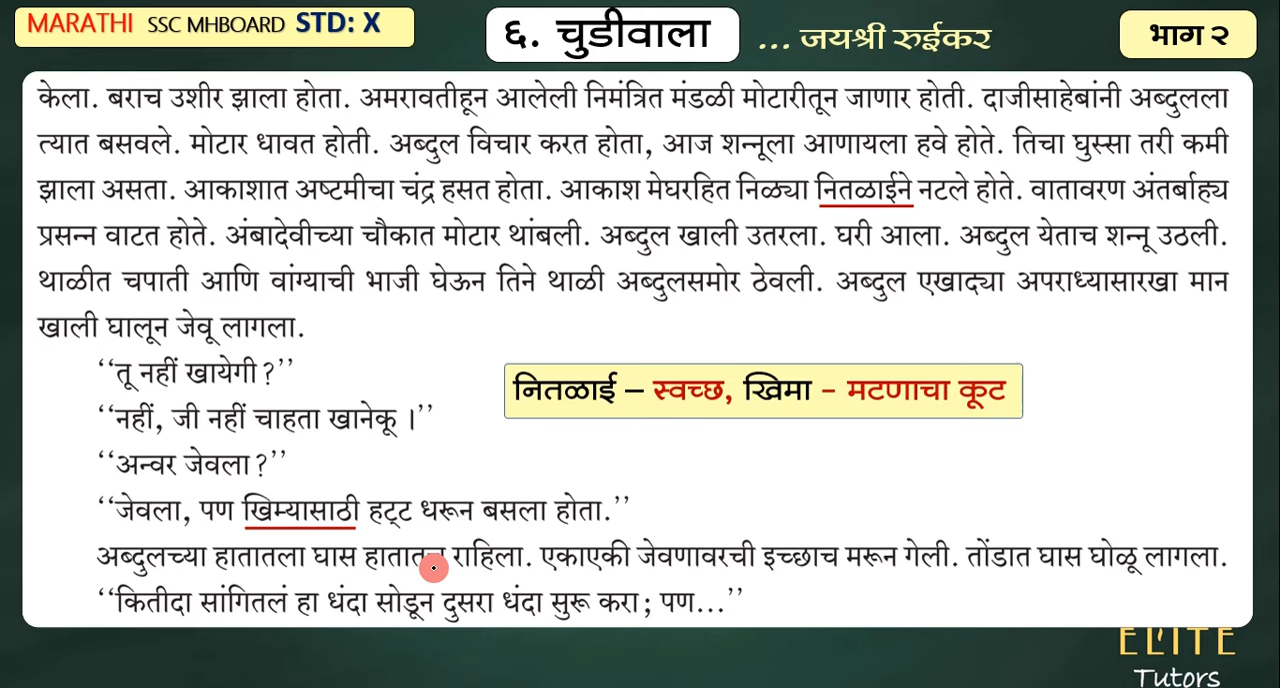 MARATHI SSC MHBOARD STD: X
६. चुडीवाला
... जयश्री रुईकर
भाग २
केला. बराच उशीर झाला होता. अमरावतीहून आलेली निमंत्रित मंडळी मोटारीतून जाणार होती. दाजीसाहेबांनी अब्दुलला
त्यात बसवले. मोटार धावत होती. अब्दुल विचार करत होता, आज शन्नूला आणायला हवे होते. तिचा घुस्सा तरी कमी
झाला असता. आकाशात अष्टमीचा चंद्र हसत होता. आकाश मेघरहित निळ्या नितळाईने नटले होते. वातावरण अंतर्बाह्य
प्रसन्न वाटत होते. अंबादेवीच्या चौकात मोटार थांबली. अब्दुल खाली उतरला. घरी आला. अब्दुल येताच शन्नू उठली.
थाळीत चपाती आणि वांग्याची भाजी घेऊन तिने थाळी अब्दुलसमोर ठेवली. अब्दुल एखाद्या अपराध्यासारखा मान
खाली घालून जेवू लागला.
‘‘तू नहीं खायेगी?’’
‘‘नहीं, जी नहीं चाहता खानेकू।’’
‘‘अन्वर जेवला?’’
‘‘जेवला, पण खिम्यासाठी हट्ट धरून बसला होता.’’
नितळाई – स्वच्छ, खिमा - मटणाचा कूट
अब्दुलच्या हातातला घास राहिला. एकाएकी जेवणावरची इच्छाच मरून गेली. तोंडात घास घोळू लागला.
‘‘कितीदा सांगितलं हा धंदा सोडून दुसरा धंदा सुरू करा; पण...’’
ELITE
Tutors